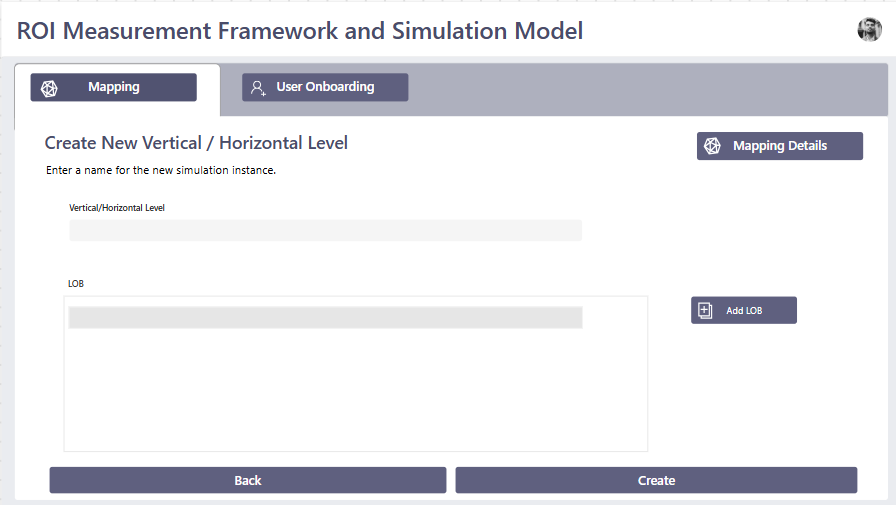 ROI Measurement Framework and Simulation Model
Mapping
User Onboarding
Create New Vertical / Horizontal Level
Mapping Details
Enter a name for the new simulation instance.
Vertical/Horizontal Level
LOB
Add LOB
Back
Create